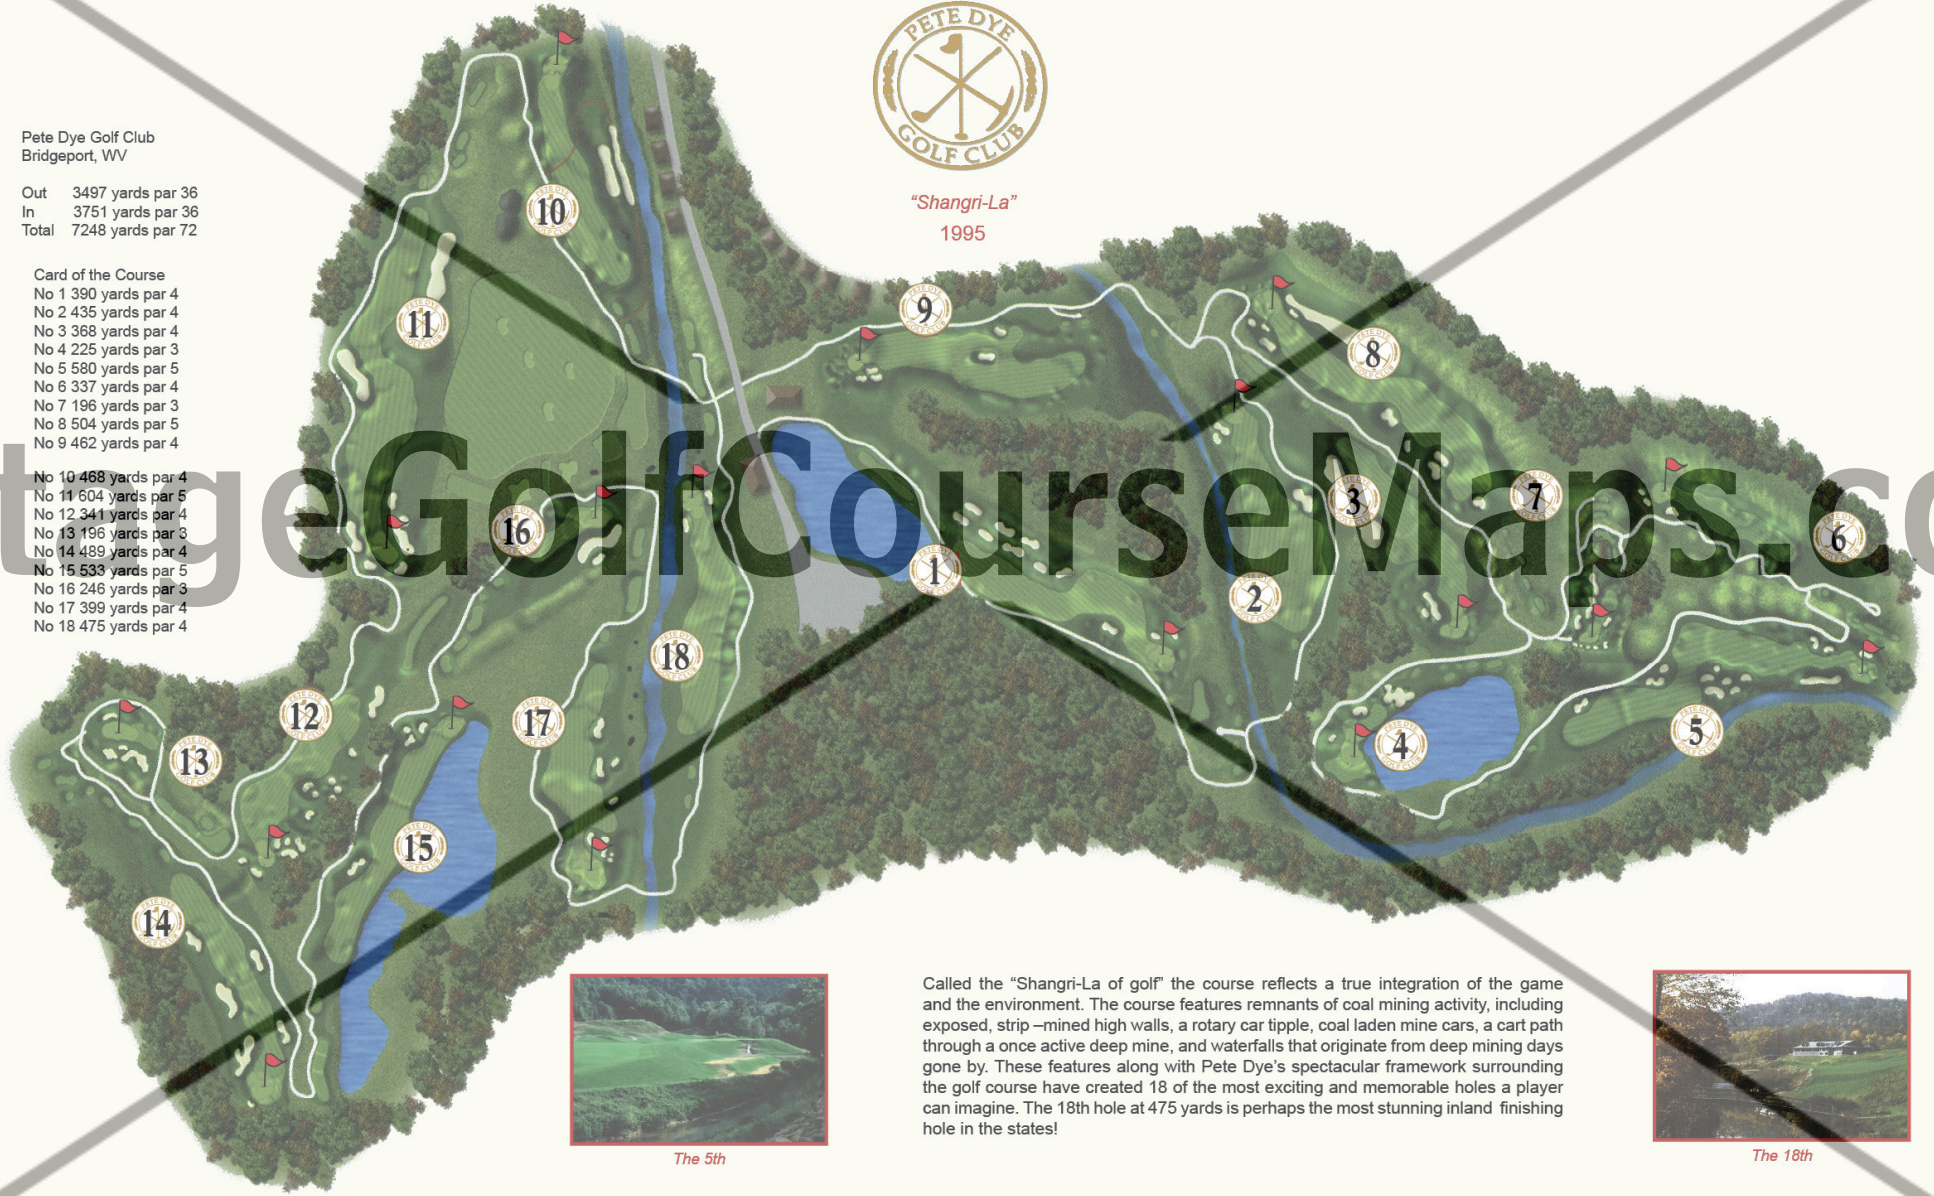 PETE DYE
GOLF CLUB
“Shangri-La”
1995
Pete Dye Golf Club
Bridgeport, WV
Out 3497 yards par 36
In 3751 yards par 36
Total 7248 yards par 72
Card of the Course
No 1 390 yards par 4
No 2 435 yards par 4
No 3 368 yards par 4
No 4 225 yards par 3
No 5 580 yards par 5
No 6 337 yards par 4
No 7 196 yards par 3
No 8 504 yards par 5
No 9 462 yards par 4
No 10 468 yards par 4
No 11 604 yards par 5
No 12 341 yards par 4
No 13 196 yards par 3
No 14 489 yards par 4
No 15 533 yards par 5
No 16 246 yards par 3
No 17 399 yards par 4
No 18 475 yards par 4
tageGolfCourseMaps.co
10
11
9
8
16
3
7
6
1
2
18
12
17
13
4
5
15
14
Called the “Shangri-La of golf” the course reflects a true integration of the game
and the environment. The course features remnants of coal mining activity, including
exposed, strip –mined high walls, a rotary car tipple, coal laden mine cars, a cart path
through a once active deep mine, and waterfalls that originate from deep mining days
gone by. These features along with Pete Dye’s spectacular framework surrounding
the golf course have created 18 of the most exciting and memorable holes a player
can imagine. The 18th hole at 475 yards is perhaps the most stunning inland finishing
hole in the states!
The 5th
The 18th